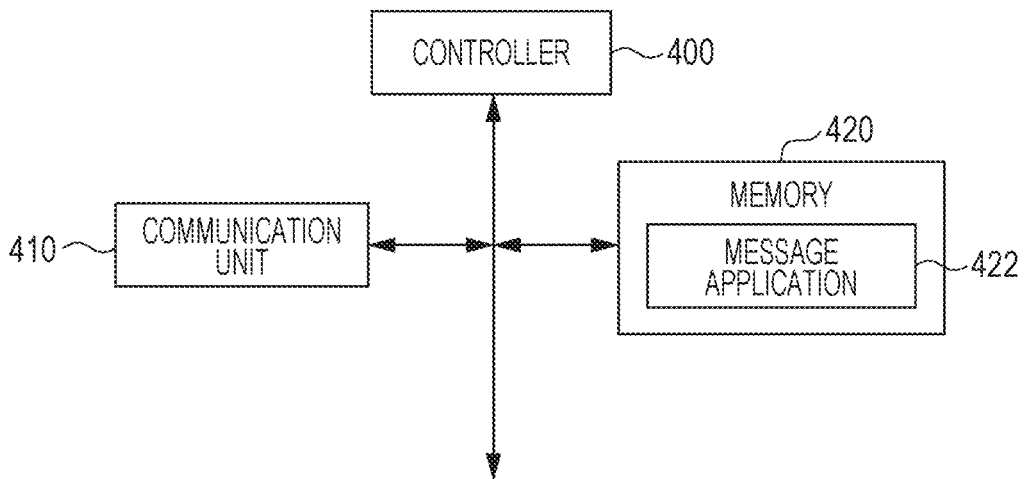 CONTROLLER
400
420
MEMORY
COMMUNICATION
UNIT
410
MESSAGE
APPLICATION
422